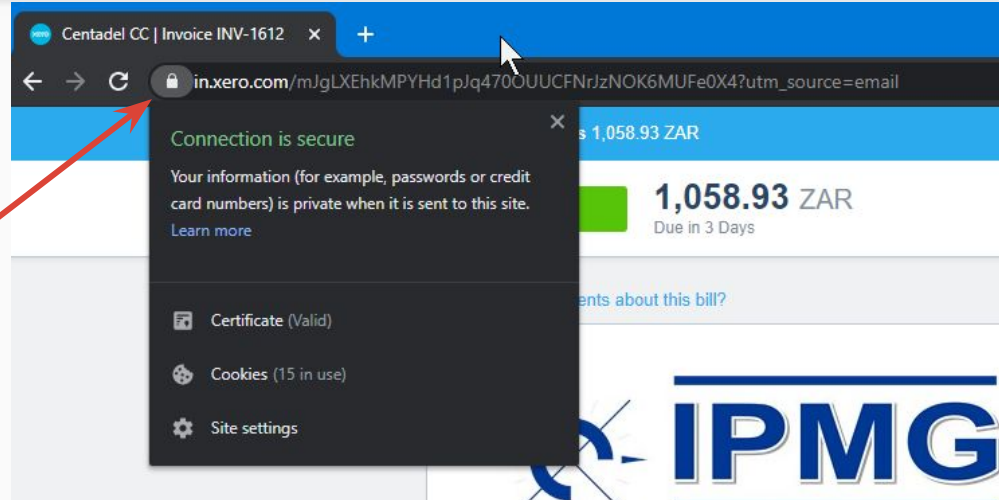 xero
Centadel CC | Invoice INV-1612
in.xero.com/mJgLXEhkMPYHd1pJq470OUUCFNrJzNOK6MUFe0X4?utm_source=email
s 1,058.93 ZAR
Connection is secure
Your information (for example, passwords or credit
card numbers) is private when it is sent to this site.
Learn more
1,058.93 ZAR
Due in 3 Days
ents about this bill?
Certificate (Valid)
Cookies (15 in use)
Site settings
IPMG